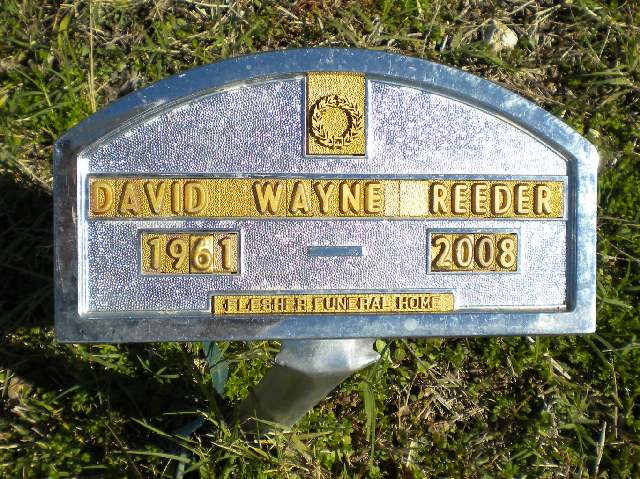 DAVID WAYNE REEDER
1961 — 2008
FLESHER FUNERAL HOME